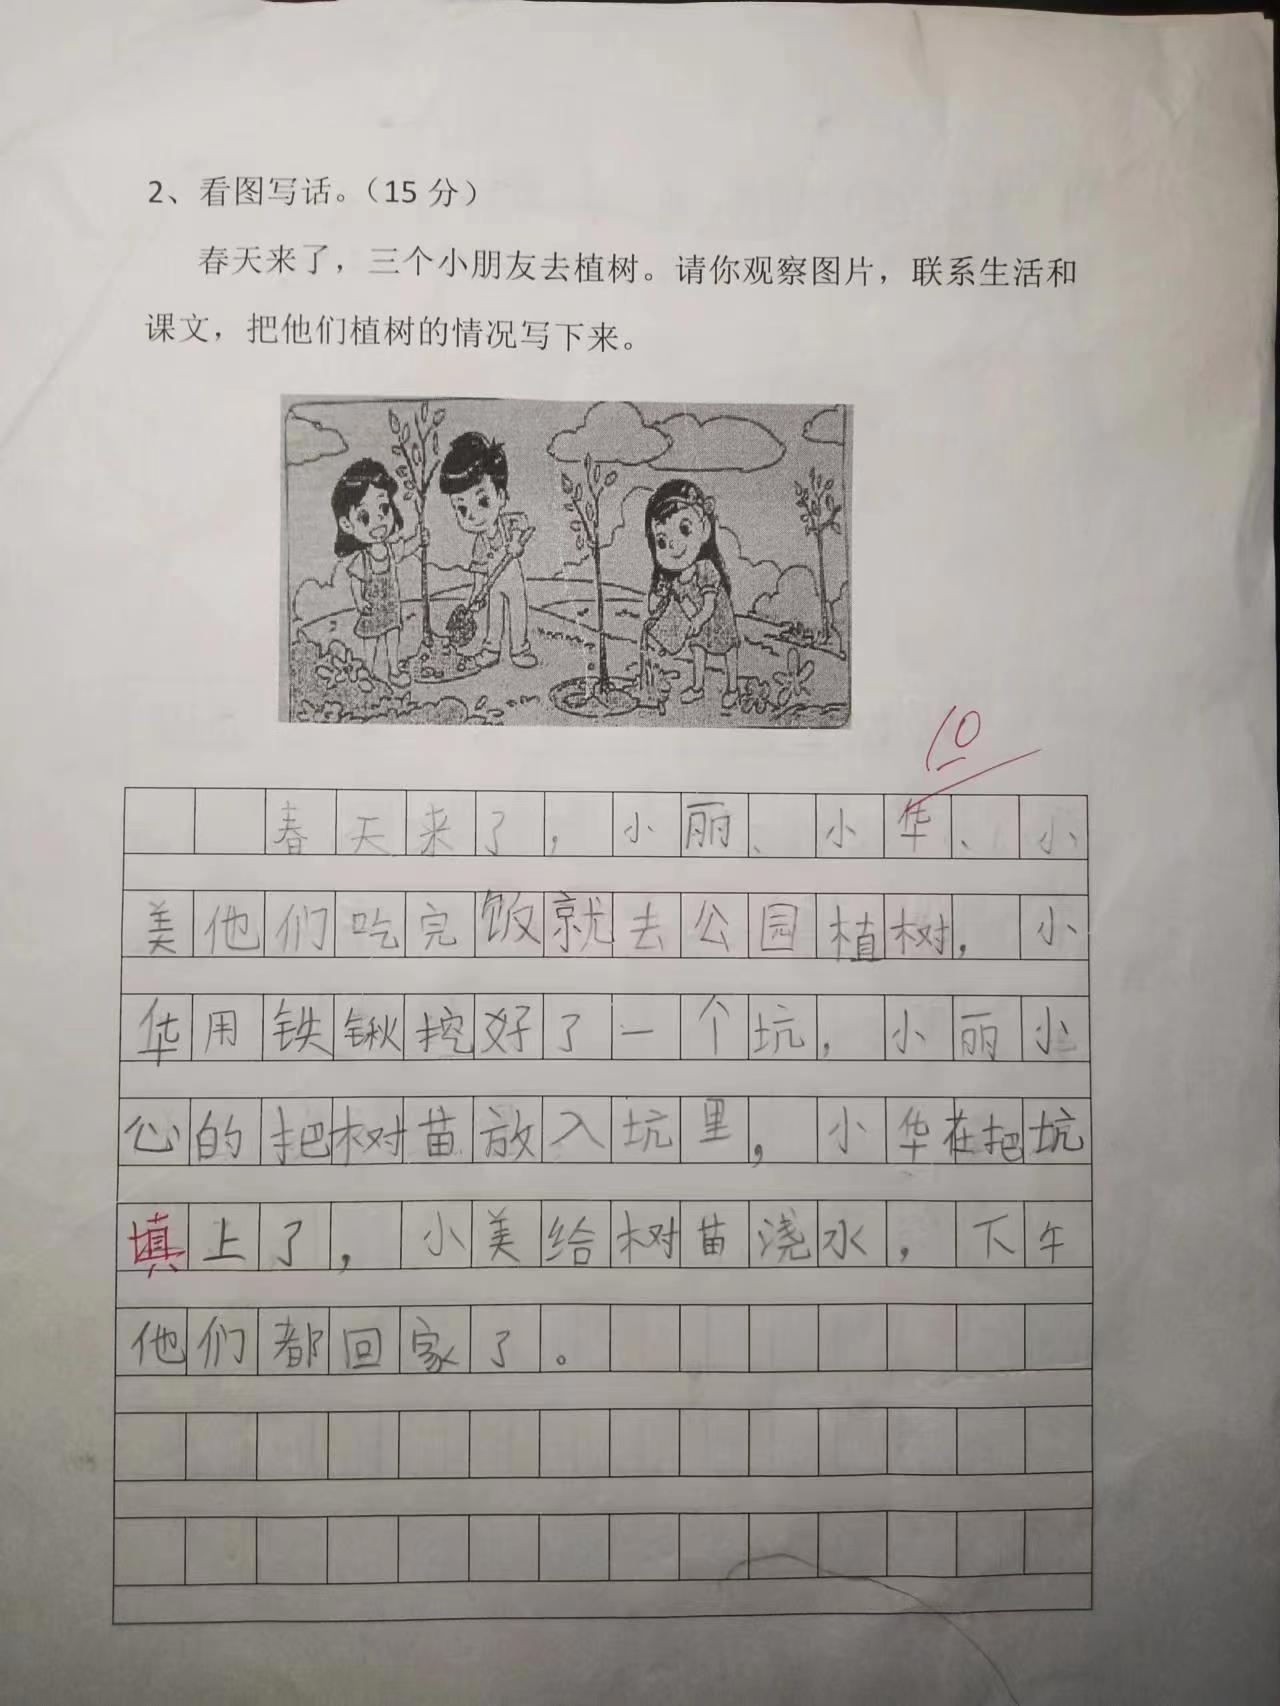 2、看图写话。（15 分）
春天来了，三个小朋友去植树。请你观察图片，联系生活和
课文，把他们植树的情况写下来。
10
春天来了，小丽、小华、小
美他们吃完饭就去公园植树，小
华用铁锹挖好了一个坑，小丽小
心的把树苗放入坑里，小华在把坑
填上了，小美给树苗浇水，下午
他们都回家了。